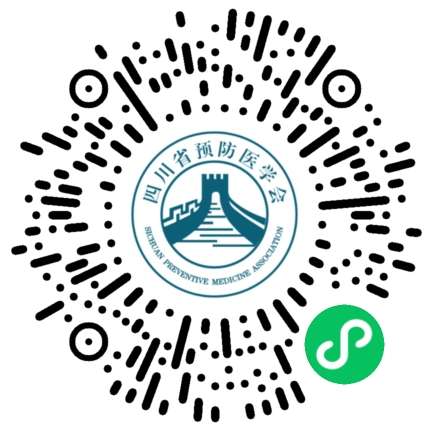 四川省预防医学会
SICHUAN PREVENTIVE MEDICINE ASSOCIATION